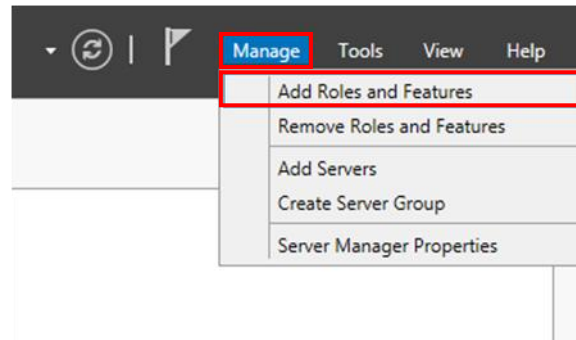 Manage Tools View Help
Add Roles and Features
Remove Roles and Features
Add Servers
Create Server Group
Server Manager Properties